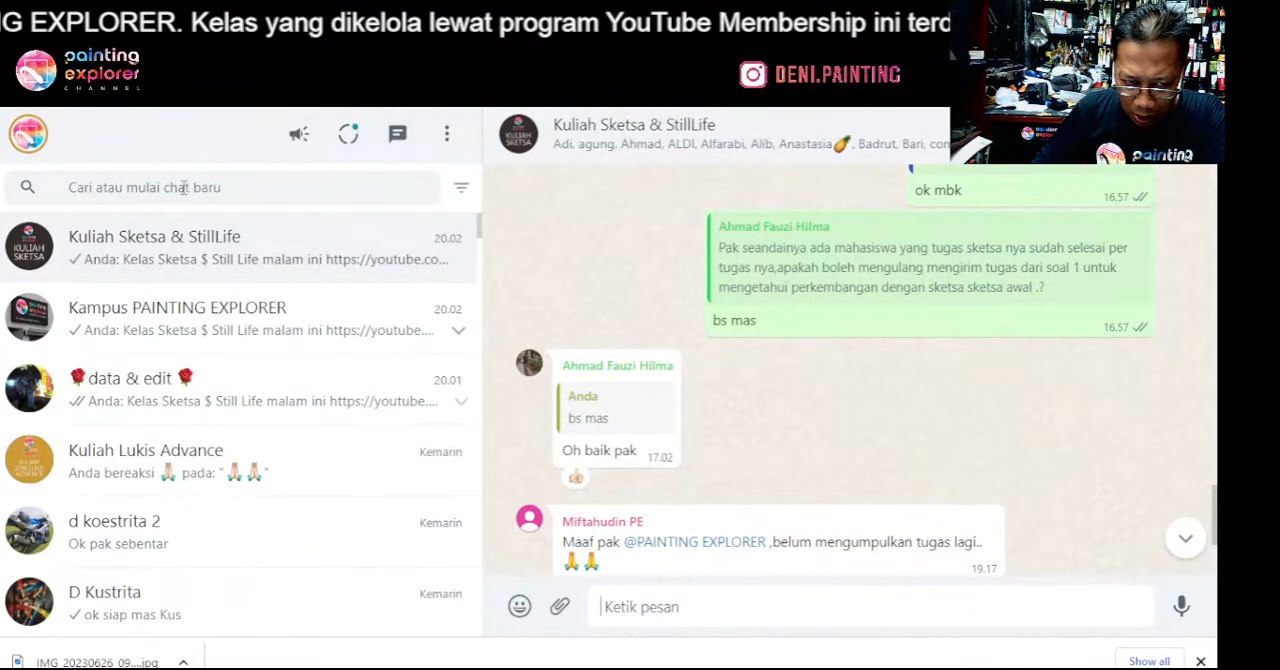 G EXPLORER. Kelas yang dikelola lewat program YouTube Membership ini terd
painting
explorer
CHANNEL
DENI.PAINTING
painting
Cari atau mulai chat baru
Kuliah Sketsa & StillLife
20.02
Anda: Kelas Sketsa $ Still Life malam ini https://youtube.co...
Kampus PAINTING EXPLORER
20.02
Anda: Kelas Sketsa $ Still Life malam ini https://youtube....
🌹data & edit 🌹
20.01
Anda: Kelas Sketsa $ Still Life malam ini https://youtube....
Kuliah Lukis Advance
Kemarin
Anda bereaksi 🙏🏻 pada: "🙏🏻🙏🏻"
d koestrita 2
Kemarin
Ok pak sebentar
D Kustrita
Kemarin
ok siap mas Kus
KULIAH
SKETSA
Kuliah Sketsa & StillLife
Adi, agung, Ahmad, ALDI, Alfarabi, Alib, Anastasia🍍, Badrut, Bari, con
ok mbk
16.57
Ahmad Fauzi Hilma
Pak seandainya ada mahasiswa yang tugas sketsa nya sudah selesai per
tugas nya,apakah boleh mengulang mengirim tugas dari soal 1 untuk
mengetahui perkembangan dengan sketsa sketsa awal .?
bs mas
16.57
Ahmad Fauzi Hilma
Anda
bs mas
Oh baik pak
17.02
Miftahudin PE
Maaf pak @PAINTING EXPLORER ,belum mengumpulkan tugas lagi..
🙏🙏
19.17
Ketik pesan
IMG_20230626_09....jpg
Show all